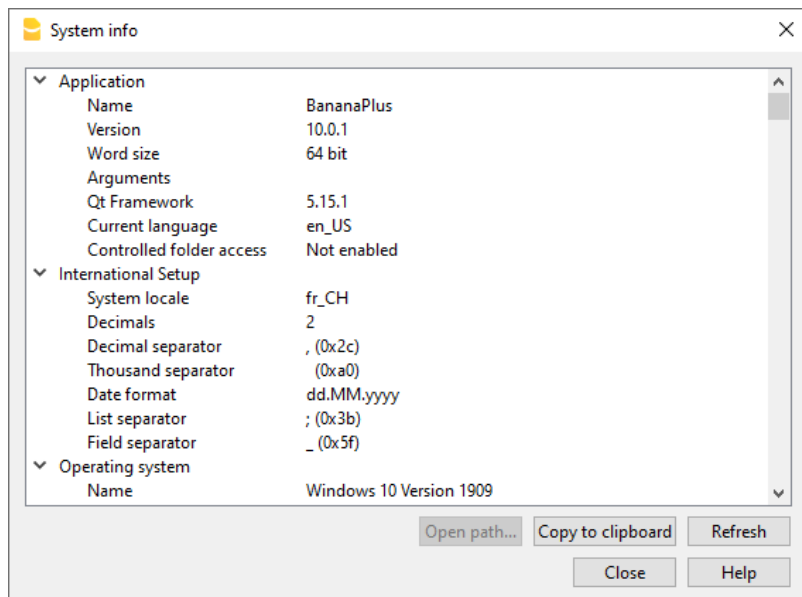 System info
Application
Name BananaPlus
Version 10.0.1
Word size 64 bit
Arguments
Qt Framework 5.15.1
Current language en_US
Controlled folder access Not enabled
International Setup
System locale fr_CH
Decimals 2
Decimal separator , (0x2c)
Thousand separator (0xa0)
Date format dd.MM.yyyy
List separator ; (0x3b)
Field separator _ (0x5f)
Operating system
Name Windows 10 Version 1909
Open path... Copy to clipboard Refresh
Close Help